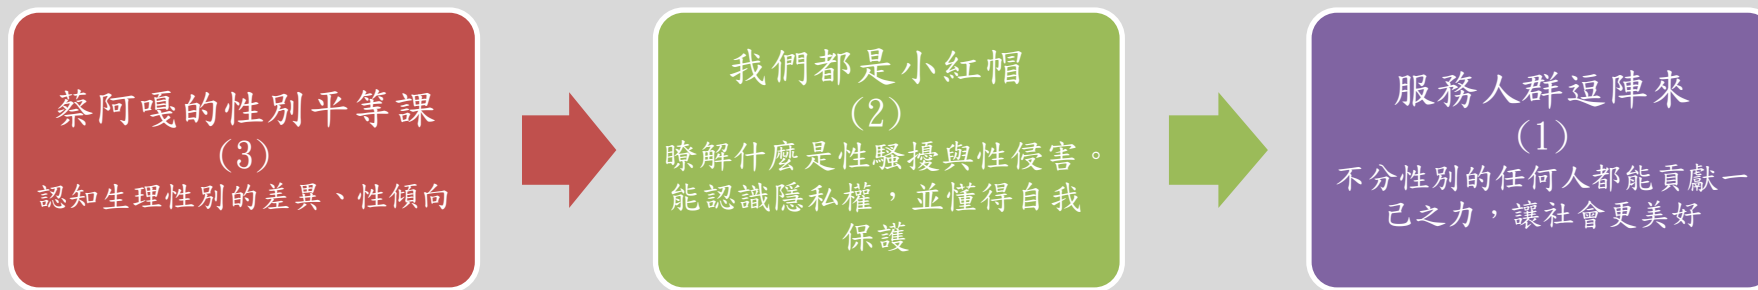 蔡阿嘎的性別平等課
(3)
認知生理性別的差異、性傾向
我們都是小紅帽
(2)
瞭解什麼是性騷擾與性侵害。
能認識隱私權，並懂得自我
保護
服務人群逗陣來
(1)
不分性別的任何人都能貢獻一
己之力，讓社會更美好